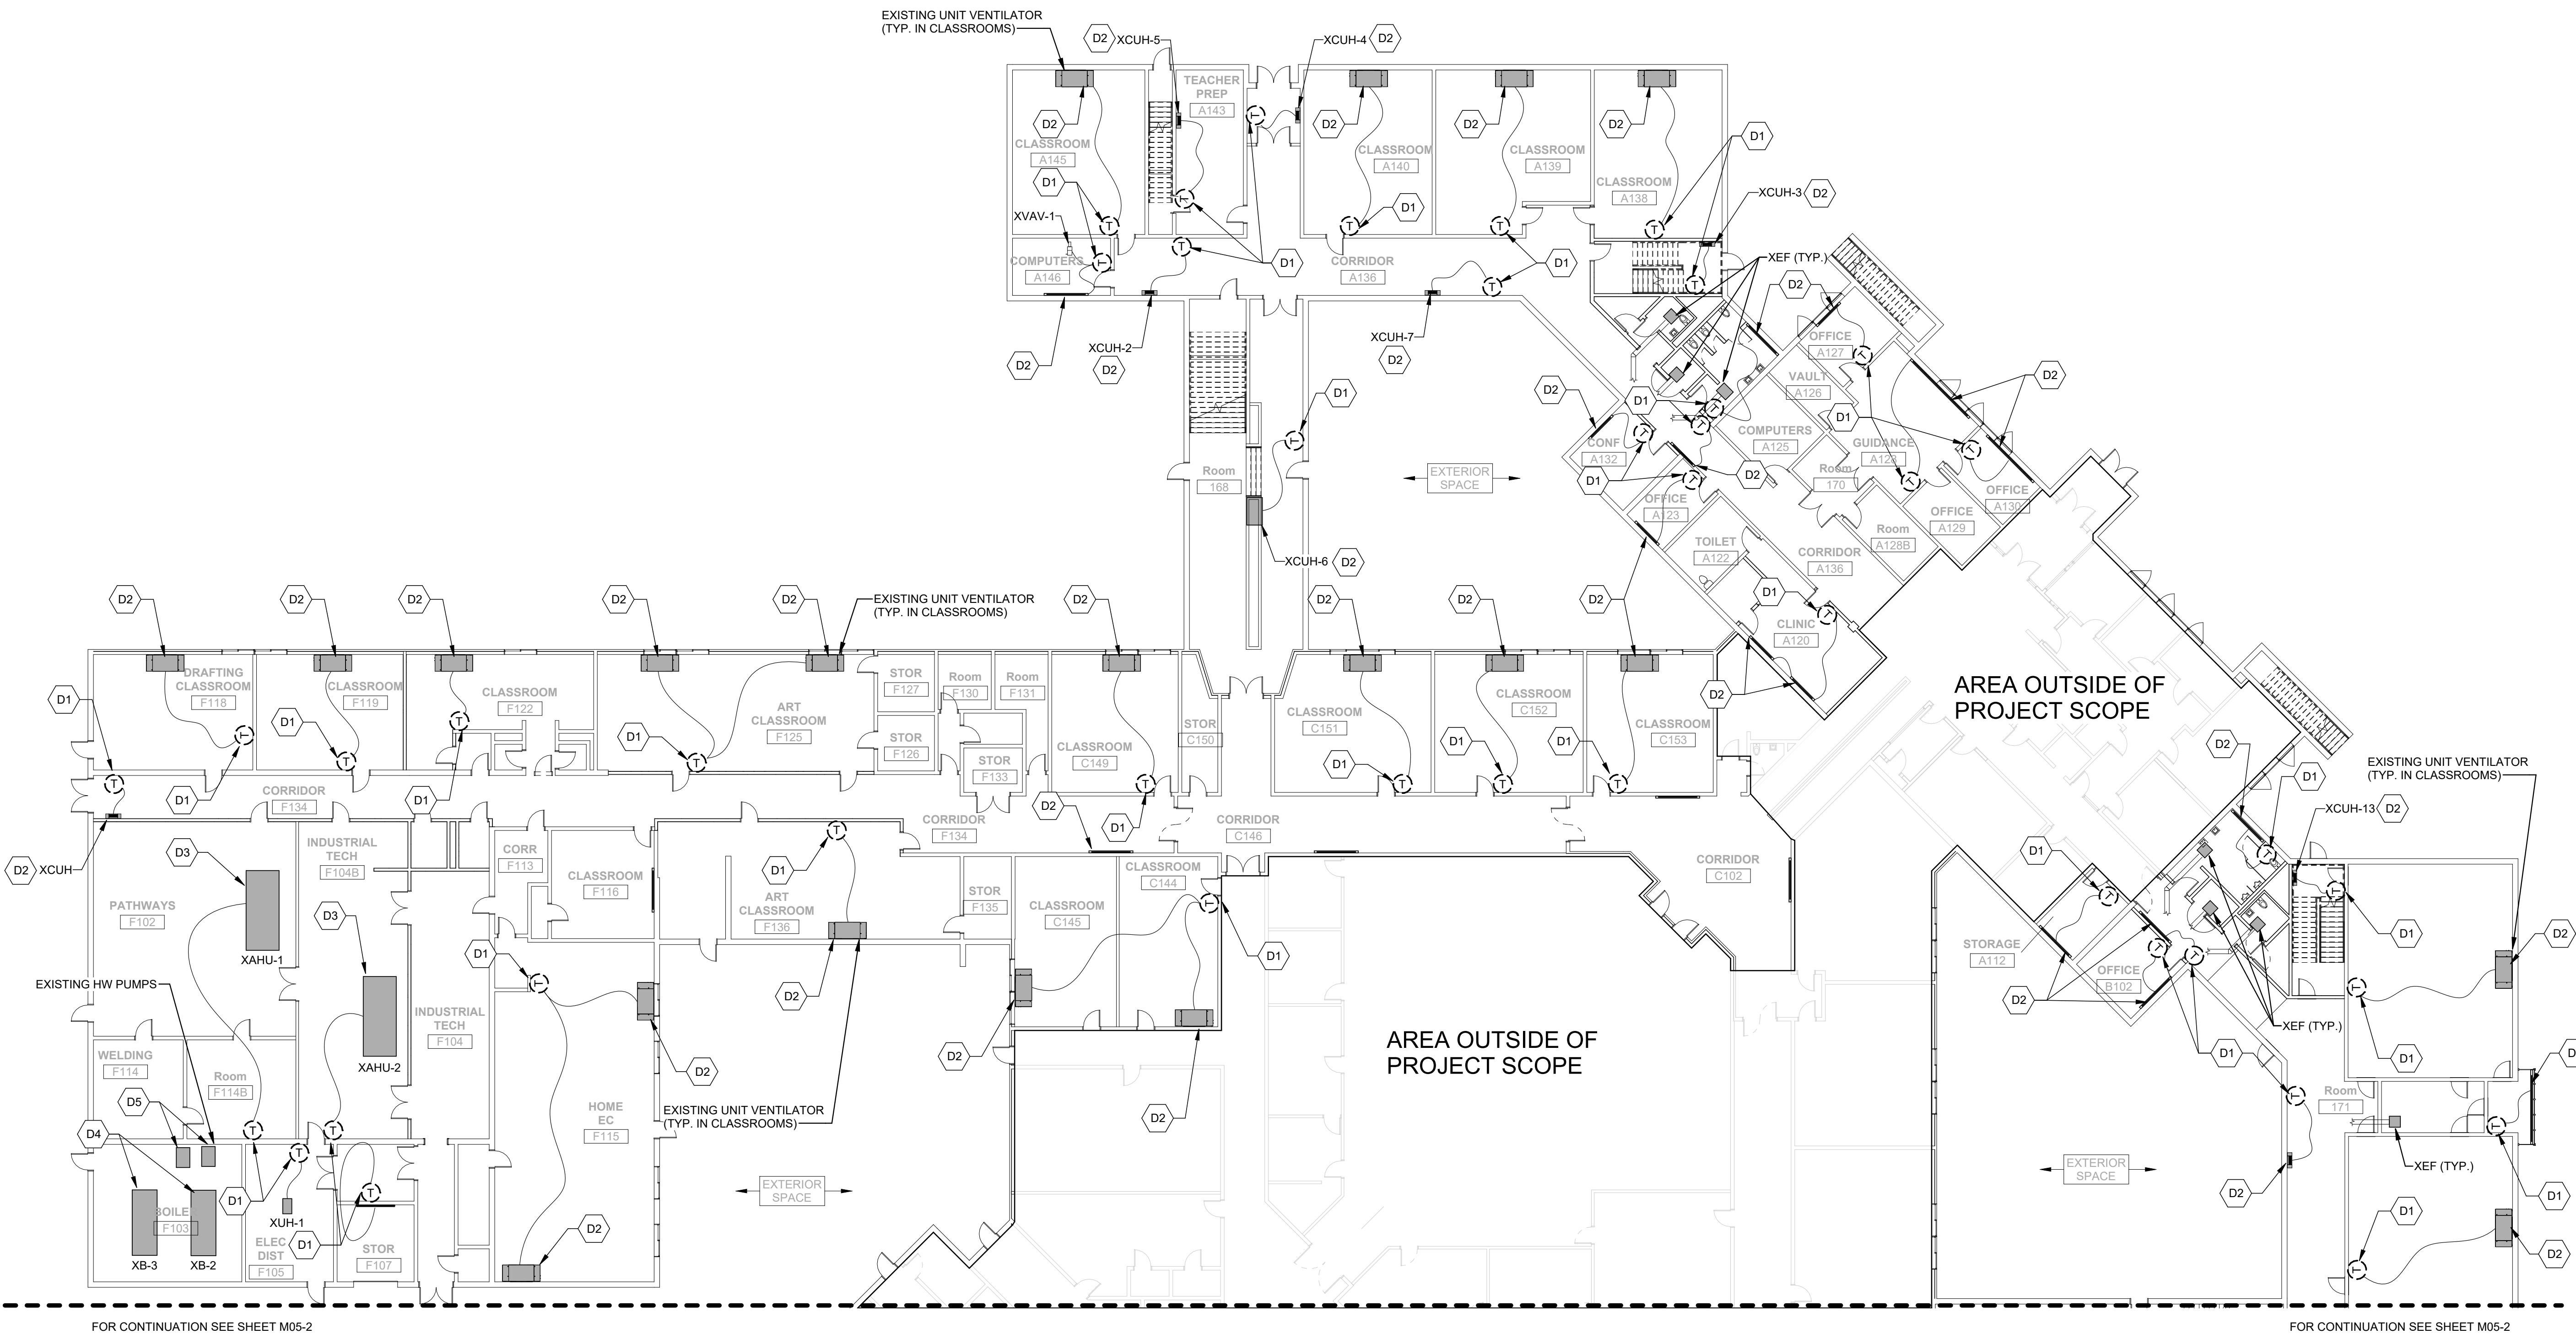 EXISTING UNIT VENTILATOR
(TYP. IN CLASSROOMS)
D2
XCUH-5
XCUH-4
D2
TEACHER
PREP
A143
D2
D2
D2
D2
D1
CLASSROOM
A145
CLASSROOM
A140
CLASSROOM
A139
CLASSROOM
A138
D1
XCUH-3
D2
D1
XVAV-1
COMPUTERS
A146
D1
CORRIDOR
A136
D1
XEF (TYP.)
D2
D2
XCUH-2
D2
XCUH-7
D2
OFFICE
A127
VAULT
A126
D2
D2
D1
D1
D1
CONF
A132
COMPUTERS
A125
GUIDANCE
A128
Room
168
EXTERIOR
SPACE
D1
D2
Room
170
OFFICE
A123
OFFICE
A130
OFFICE
A129
Room
A128B
TOILET
A122
CORRIDOR
A136
XCUH-6
D2
D1
CLINIC
A120
D2
D2
D2
D2
D2
EXISTING UNIT VENTILATOR
(TYP. IN CLASSROOMS)
D2
D2
D2
D2
D1
DRAFTING
CLASSROOM
F118
CLASSROOM
F119
CLASSROOM
F122
ART
CLASSROOM
F125
STOR
F127
Room
F130
Room
F131
STOR
F126
STOR
F133
CLASSROOM
C149
STOR
C150
CLASSROOM
C151
CLASSROOM
C152
CLASSROOM
C153
D2
D1
D1
D1
D1
D1
D1
D1
D1
D2
D1
AREA OUTSIDE OF
PROJECT SCOPE
D2
EXISTING UNIT VENTILATOR
(TYP. IN CLASSROOMS)
D1
XCUH-13
D2
CORRIDOR
F134
CORRIDOR
F134
CORRIDOR
C146
CORRIDOR
C102
D2
XCUH
D3
INDUSTRIAL
TECH
F104B
CORR
F113
CLASSROOM
F116
D1
ART
CLASSROOM
F136
STOR
F135
CLASSROOM
C145
CLASSROOM
C144
PATHWAYS
F102
D3
XAHU-1
D1
D1
D2
D1
D1
D2
STORAGE
A112
OFFICE
B102
D2
XEF (TYP.)
D1
D1
EXISTING HW PUMPS
INDUSTRIAL
TECH
F104
XAHU-2
D2
D2
AREA OUTSIDE OF
PROJECT SCOPE
WELDING
F114
Room
F114B
D5
D4
HOME
EC
F115
EXISTING UNIT VENTILATOR
(TYP. IN CLASSROOMS)
D2
Room
171
XEF (TYP.)
D1
EXTERIOR
SPACE
EXTERIOR
SPACE
D2
D1
D2
D1
XUH-1
D1
D2
F103
ELEC
DIST
F105
STOR
F107
XB-3
XB-2
FOR CONTINUATION SEE SHEET M05-2
FOR CONTINUATION SEE SHEET M05-2